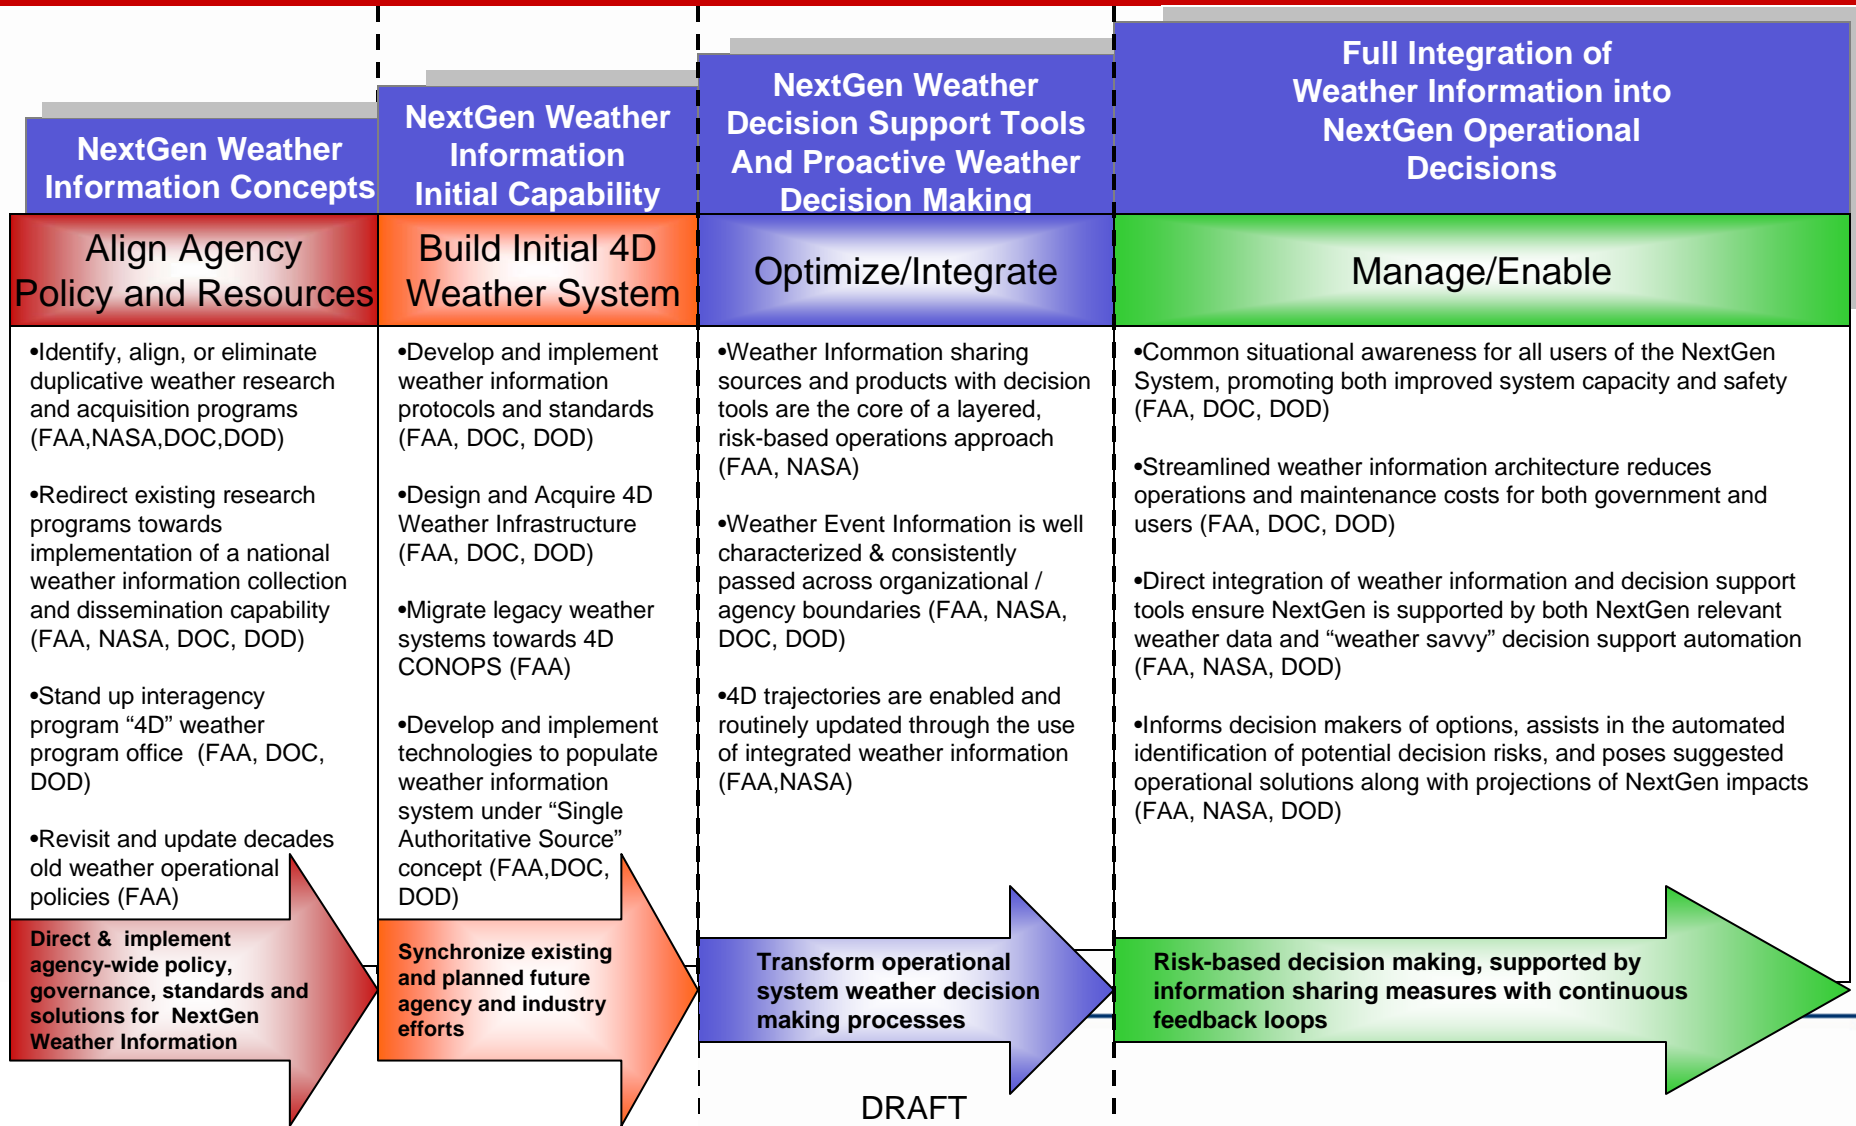 NextGen Weather
Information Concepts
Align Agency
Policy and Resources
•Identify, align, or eliminate
duplicative weather research
and acquisition programs
(FAA,NASA,DOC,DOD)
•Redirect existing research
programs towards
implementation of a national
weather information collection
and dissemination capability
(FAA, NASA, DOC, DOD)
•Stand up interagency
program “4D” weather
program office  (FAA, DOC,
DOD)
•Revisit and update decades
old weather operational
policies (FAA)
Direct &  implement
agency-wide policy,
governance, standards and
solutions for  NextGen
Weather Information
NextGen Weather
Information
Initial Capability
Build Initial 4D
Weather System
•Develop and implement
weather information
protocols and standards
(FAA, DOC, DOD)
•Design and Acquire 4D
Weather Infrastructure
(FAA, DOC, DOD)
•Migrate legacy weather
systems towards 4D
CONOPS (FAA)
•Develop and implement
technologies to populate
weather information
system under “Single
Authoritative Source”
concept (FAA,DOC,
DOD)
Synchronize existing
and planned future
agency and industry
efforts
NextGen Weather
Decision Support Tools
And Proactive Weather
Decision Making
Optimize/Integrate
•Weather Information sharing
sources and products with decision
tools are the core of a layered,
risk-based operations approach
(FAA, NASA)
•Weather Event Information is well
characterized & consistently
passed across organizational /
agency boundaries (FAA, NASA,
DOC, DOD)
•4D trajectories are enabled and
routinely updated through the use
of integrated weather information
(FAA,NASA)
Transform operational
system weather decision
making processes
Full Integration of
Weather Information into
NextGen Operational
Decisions
Manage/Enable
•Common situational awareness for all users of the NextGen
System, promoting both improved system capacity and safety
(FAA, DOC, DOD)
•Streamlined weather information architecture reduces
operations and maintenance costs for both government and
users (FAA, DOC, DOD)
•Direct integration of weather information and decision support
tools ensure NextGen is supported by both NextGen relevant
weather data and “weather savvy” decision support automation
(FAA, NASA, DOD)
•Informs decision makers of options, assists in the automated
identification of potential decision risks, and poses suggested
operational solutions along with projections of NextGen impacts
(FAA, NASA, DOD)
Risk-based decision making, supported by
information sharing measures with continuous
feedback loops
DRAFT